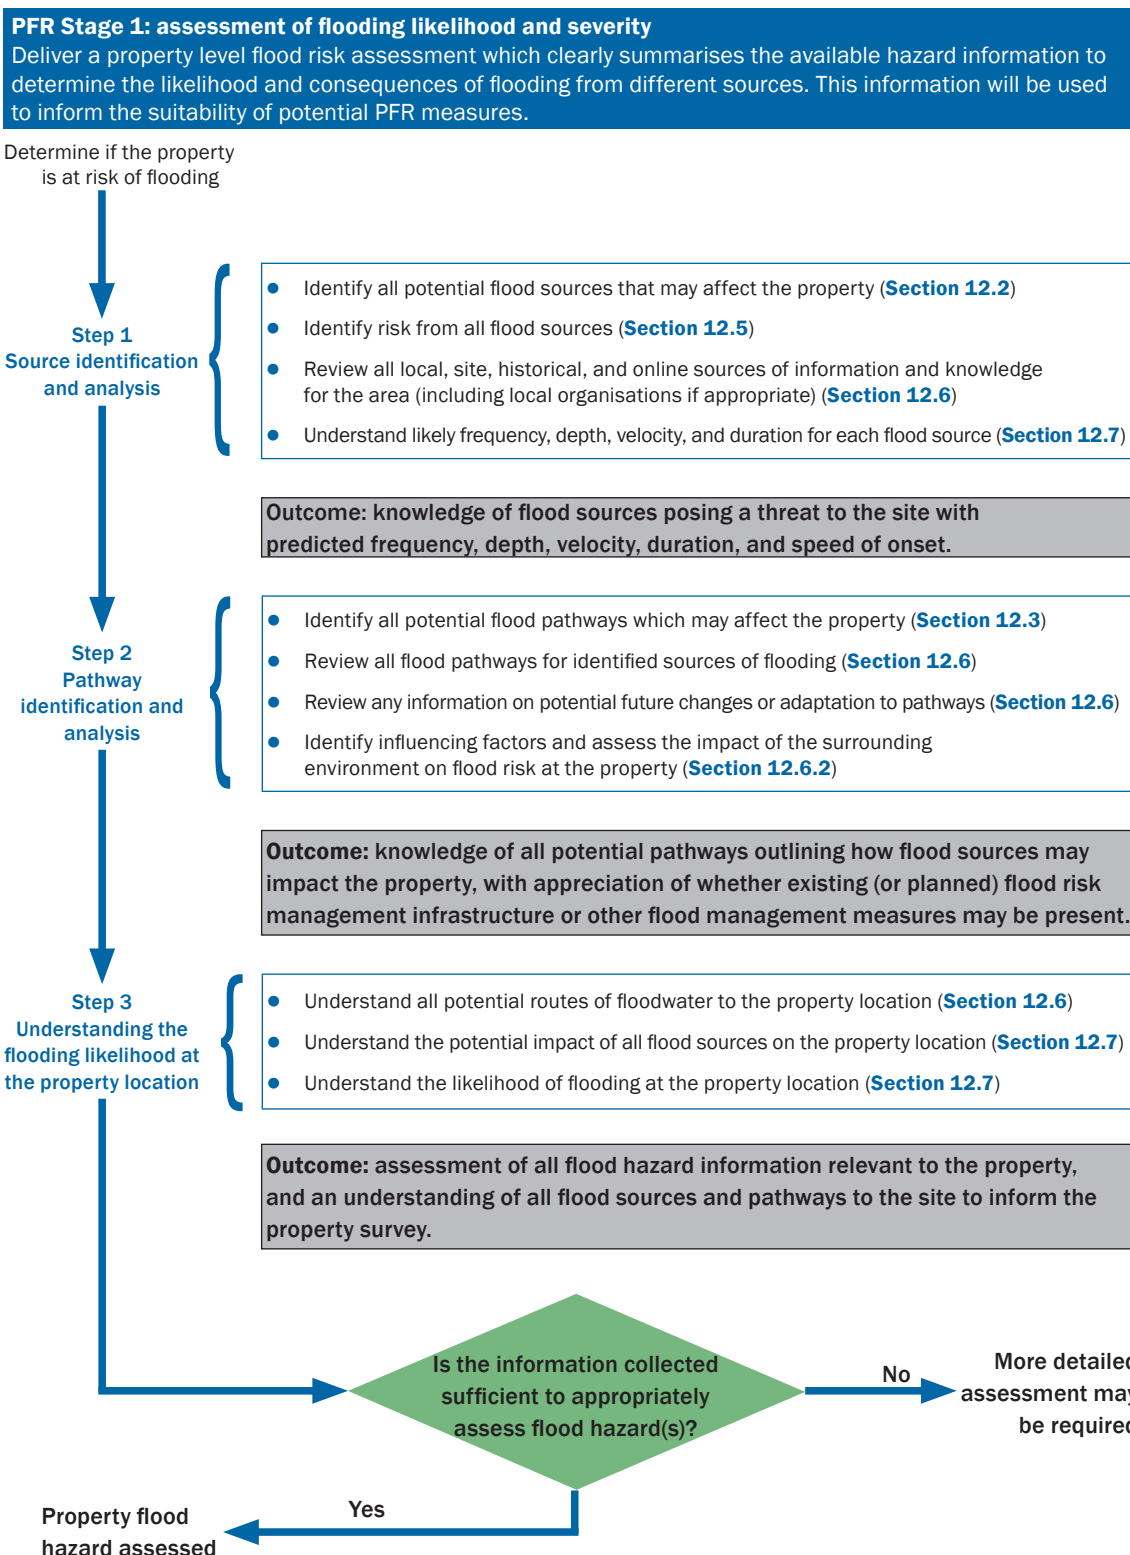 PFR Stage 1: assessment of flooding likelihood and severity
Deliver a property level flood risk assessment which clearly summarises the available hazard information to
determine the likelihood and consequences of flooding from different sources. This information will be used
to inform the suitability of potential PFR measures.
Determine if the property
is at risk of flooding
Step 1
Source identification
and analysis
● Identify all potential flood sources that may affect the property (Section 12.2)
● Identify risk from all flood sources (Section 12.5)
● Review all local, site, historical, and online sources of information and knowledge
for the area (including local organisations if appropriate) (Section 12.6)
● Understand likely frequency, depth, velocity, and duration for each flood source (Section 12.7)
Outcome: knowledge of flood sources posing a threat to the site with
predicted frequency, depth, velocity, duration, and speed of onset.
Step 2
Pathway
identification and
analysis
● Identify all potential flood pathways which may affect the property (Section 12.3)
● Review all flood pathways for identified sources of flooding (Section 12.6)
● Review any information on potential future changes or adaptation to pathways (Section 12.6)
● Identify influencing factors and assess the impact of the surrounding
environment on flood risk at the property (Section 12.6.2)
Outcome: knowledge of all potential pathways outlining how flood sources may
impact the property, with appreciation of whether existing (or planned) flood risk
management infrastructure or other flood management measures may be present.
Step 3
Understanding the
flooding likelihood at
the property location
● Understand all potential routes of floodwater to the property location (Section 12.6)
● Understand the potential impact of all flood sources on the property location (Section 12.7)
● Understand the likelihood of flooding at the property location (Section 12.7)
Outcome: assessment of all flood hazard information relevant to the property,
and an understanding of all flood sources and pathways to the site to inform the
property survey.
Is the information collected
sufficient to appropriately
assess flood hazard(s)?
No
More detailed
assessment may
be required
Yes
Property flood
hazard assessed